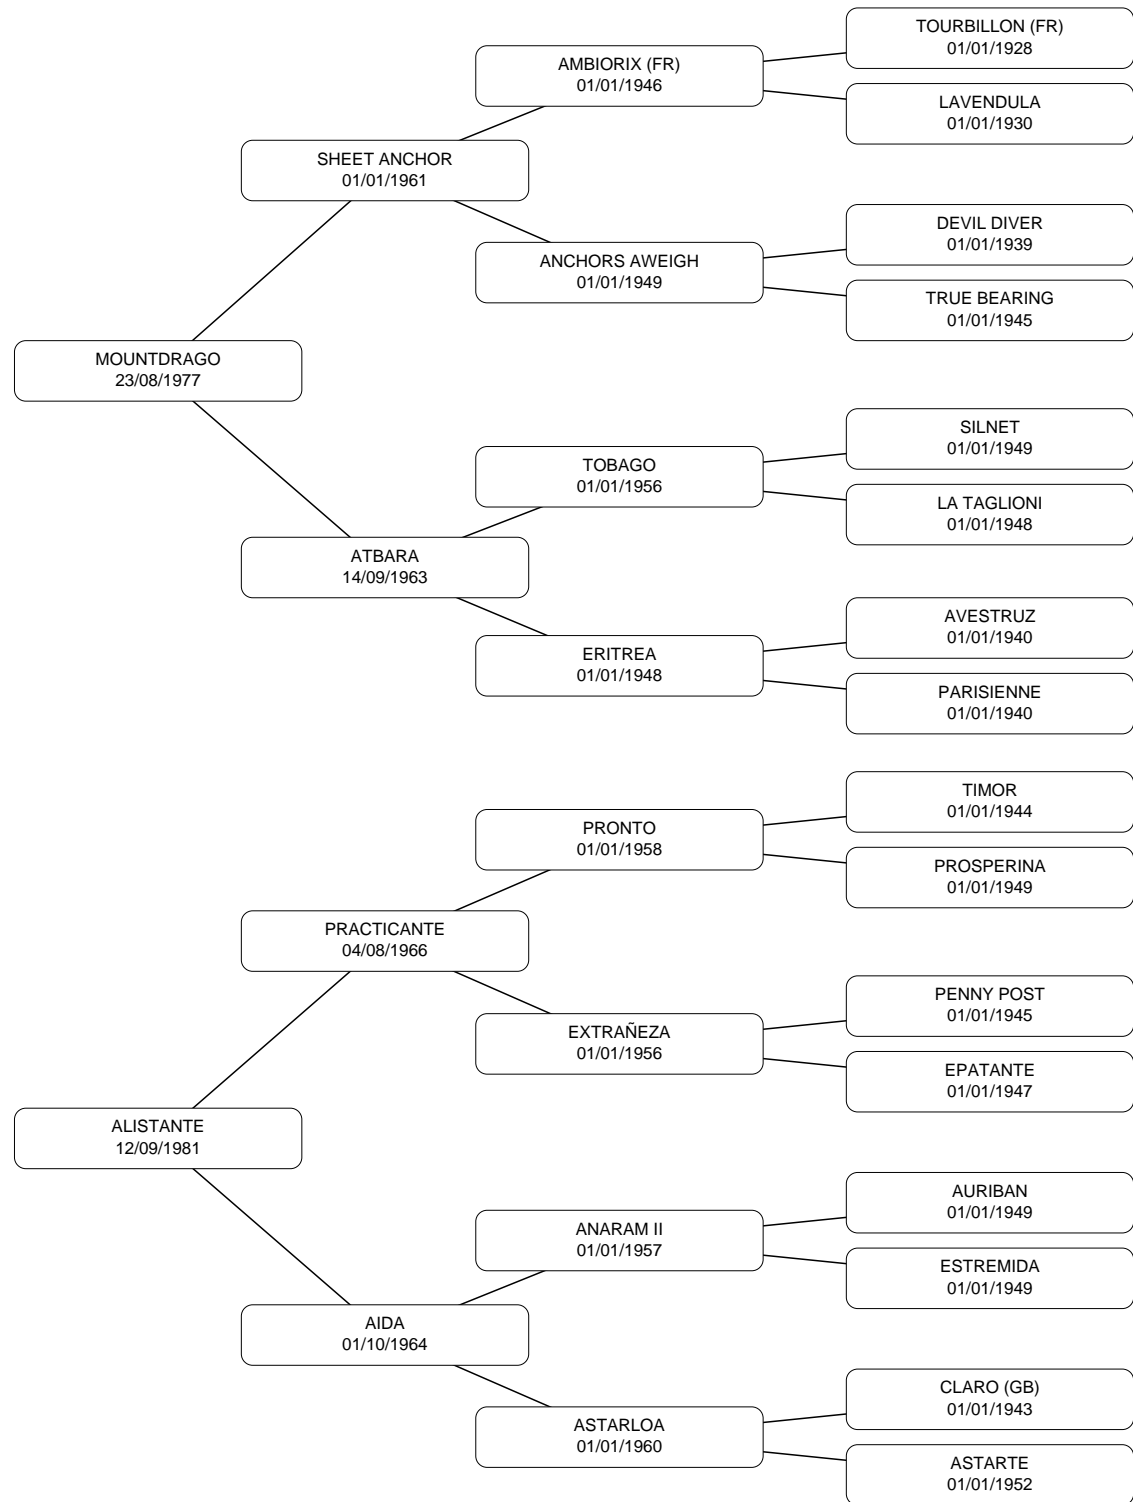 TOURBILLON (FR)
01/01/1928
AMBIORIX (FR)
01/01/1946
LAVENDULA
01/01/1930
SHEET ANCHOR
01/01/1961
DEVIL DIVER
01/01/1939
ANCHORS AWEIGH
01/01/1949
TRUE BEARING
01/01/1945
MOUNTDRAGO
23/08/1977
SILNET
01/01/1949
TOBAGO
01/01/1956
LA TAGLIONI
01/01/1948
ATBARA
14/09/1963
AVESTRUZ
01/01/1940
ERITREA
01/01/1948
PARISIENNE
01/01/1940
TIMOR
01/01/1944
PRONTO
01/01/1958
PROSPERINA
01/01/1949
PRACTICANTE
04/08/1966
PENNY POST
01/01/1945
EXTRAÑEZA
01/01/1956
EPATANTE
01/01/1947
ALISTANTE
12/09/1981
AURIBAN
01/01/1949
ANARAM II
01/01/1957
ESTREMIDA
01/01/1949
AIDA
01/10/1964
CLARO (GB)
01/01/1943
ASTARLOA
01/01/1960
ASTARTE
01/01/1952